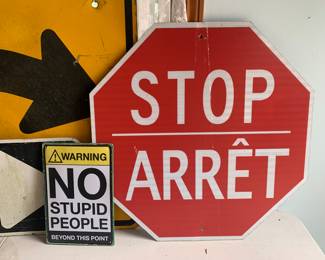 STOP
ARRÊT
WARNING
NO
STUPID
PEOPLE
BEYOND THIS POINT